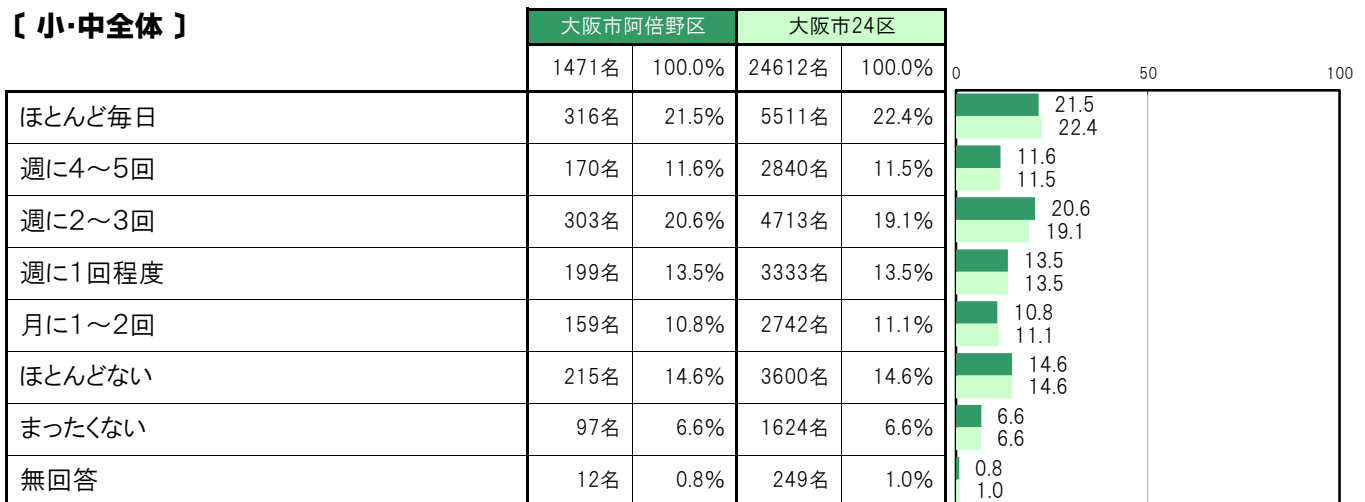 〔 小・中全体 〕
大阪市阿倍野区 大阪市24区
1471名 100.0% 24612名 100.0% 0 50 100
ほとんど毎日 316名 21.5% 5511名 22.4% 21.5
22.4
週に4～5回 170名 11.6% 2840名 11.5% 11.6
11.5
週に2～3回 303名 20.6% 4713名 19.1% 20.6
19.1
週に1回程度 199名 13.5% 3333名 13.5% 13.5
13.5
月に1～2回 159名 10.8% 2742名 11.1% 10.8
11.1
ほとんどない 215名 14.6% 3600名 14.6% 14.6
14.6
まったくない 97名 6.6% 1624名 6.6% 6.6
6.6
無回答 12名 0.8% 249名 1.0% 0.8
1.0